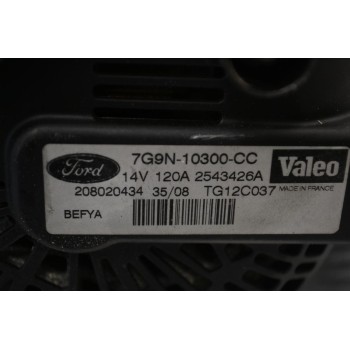 Ford 7G9N-10300-CC Valeo
14V 120A 2543426A
208020434 35/08 TG12C037 MADE IN FRANCE
BEFYA